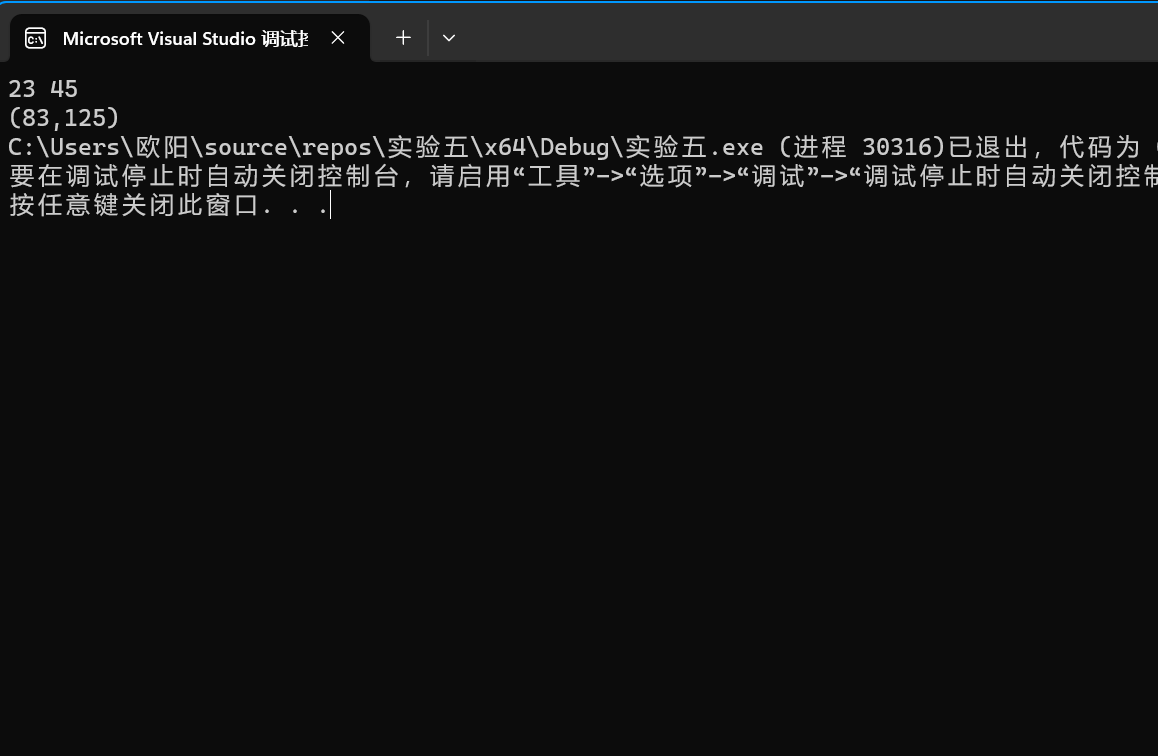 Microsoft Visual Studio 调试
23 45
(83,125)
C:\Users\欧阳\source\repos\实验五\x64\Debug\实验五.exe (进程 30316)已退出，代码为
要在调试停止时自动关闭控制台，请启用“工具”->“选项”->“调试”->“调试停止时自动关闭控制
按任意键关闭此窗口. . .